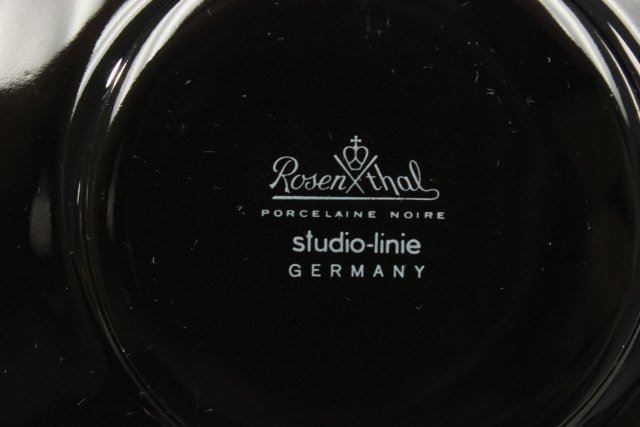 Rosenthal
PORCELAINE NOIRE
studio-linie
GERMANY